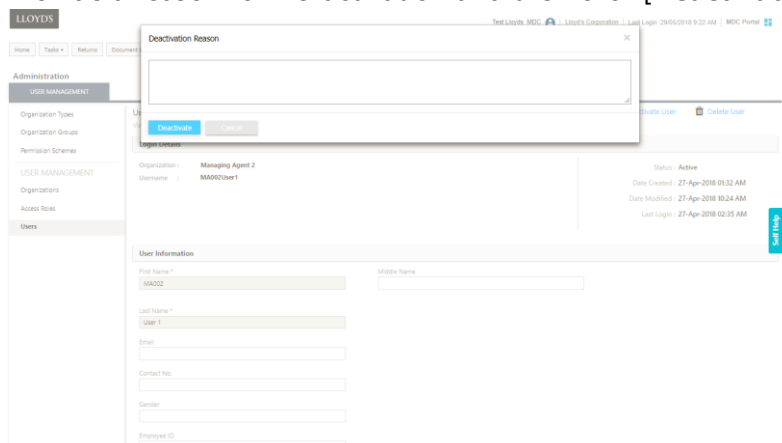 LLOYD'S
Test Lloyds MDC | Lloyd's Corporation | Last Login 29/05/2018 9:22 AM | MDC Portal
Deactivation Reason ×
Home Tasks Returns Document
Administration
USER MANAGEMENT
Deactivate Cancel
Delete User
Organization Types
Organization Groups
Permission Schemes
USER MANAGEMENT
Organizations
Access Roles
Users
Login Details
Organization : Managing Agent 2
Username : MA002User1
Status : Active
Date Created : 27-Apr-2018 01:32 AM
Date Modified : 27-Apr-2018 10:24 AM
Last Login : 27-Apr-2018 02:35 AM
Self Help
User Information
First Name * Middle Name
MA002
Last Name *
User 1
Email
Contact No.
Gender
Employee ID